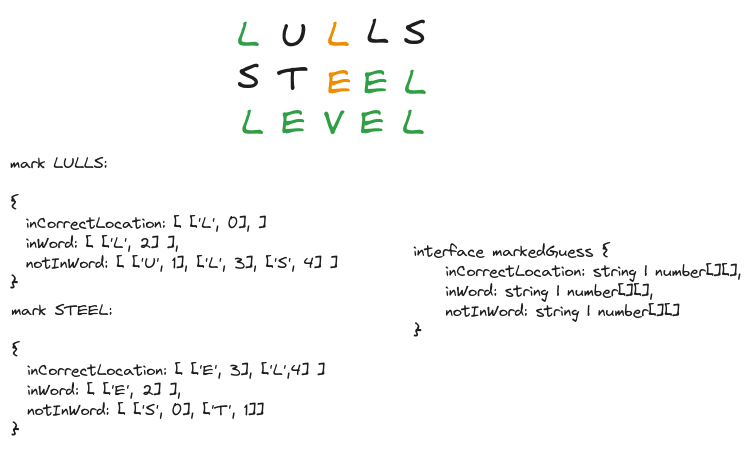 L U L L S
S T E E L
L E V E L
mark LULLS:
{
inCorrectLocation: [ ['L', 0], ]
inWord: [ ['L', 2] ],
notInWord: [ ['U', 1], ['L', 3], ['S', 4] ]
}
mark STEEL:
{
inCorrectLocation: [ ['E', 3], ['L',4] ]
inWord: [ ['E', 2] ],
notInWord: [ ['S', 0], ['T', 1]]
}
interface markedGuess {
inCorrectLocation: string | number[][],
inWord: string | number[][],
notInWord: string | number[][]
}